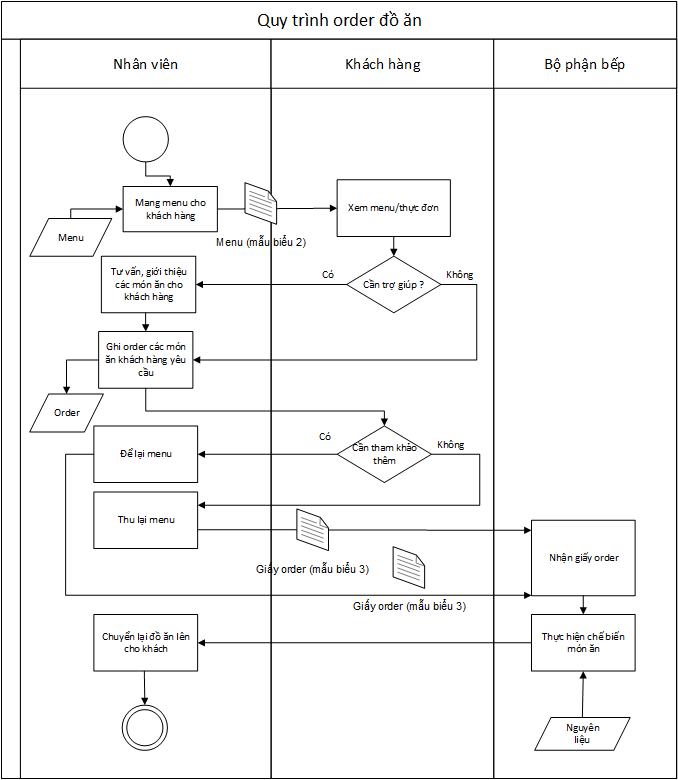 Quy trình order đồ ăn
Nhân viên
Khách hàng
Bộ phận bếp
Mang menu cho
khách hàng
Xem menu/thực đơn
Menu
Menu (mẫu biểu 2)
Tư vấn, giới thiệu
các món ăn cho
khách hàng
Có
Cần trợ giúp ?
Không
Ghi order các món
ăn khách hàng yêu
cầu
Order
Có
Cần tham khảo
thêm
Không
Để lại menu
Thu lại menu
Giấy order (mẫu biểu 3)
Nhận giấy order
Giấy order (mẫu biểu 3)
Chuyển lại đồ ăn lên
cho khách
Thực hiện chế biến
món ăn
Nguyên
liệu